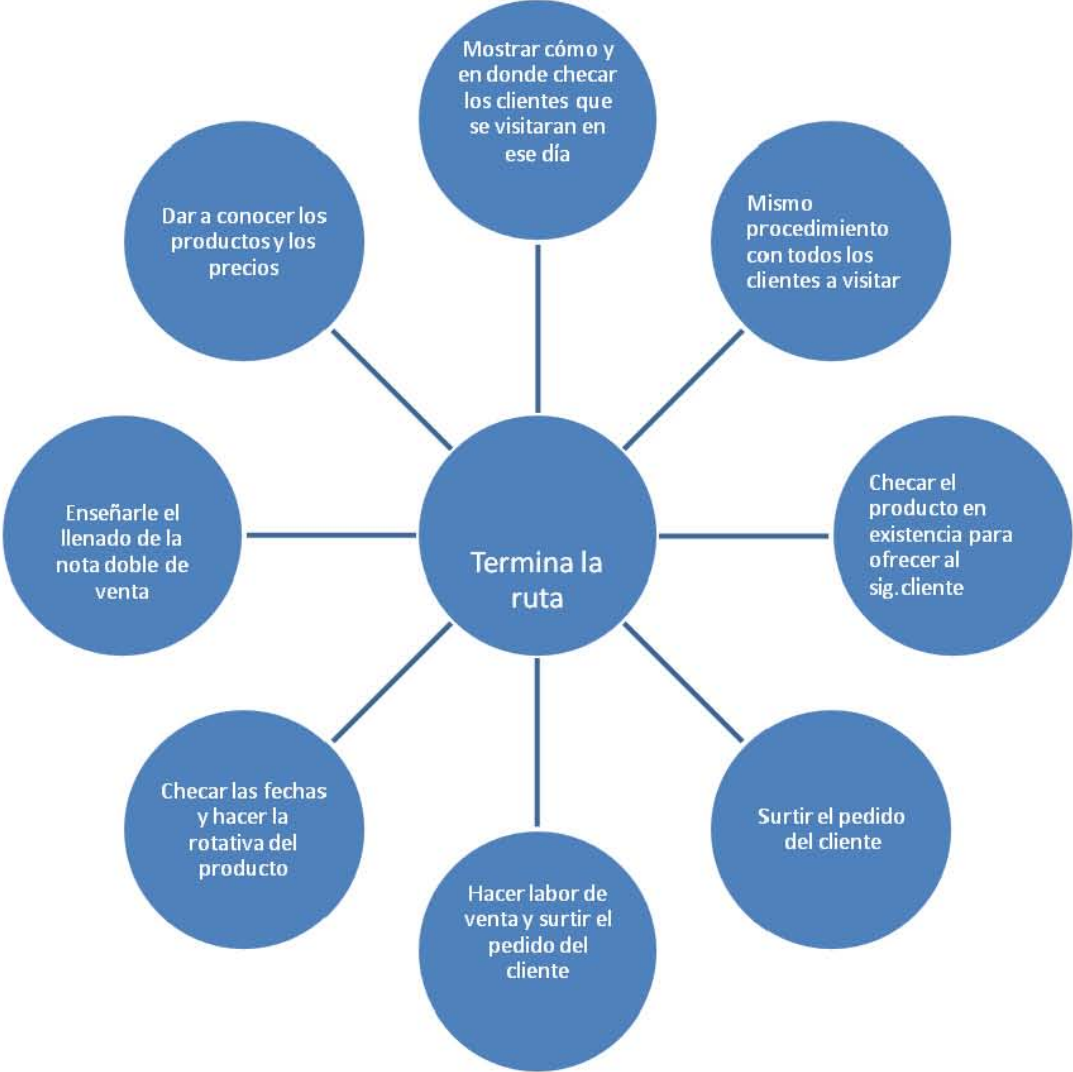 Mostrar cómo y
en donde checar
los clientes que
se visitaran en
ese día
Mismo
procedimiento
con todos los
clientes a visitar
Checar el
producto en
existencia para
ofrecer al
sig.cliente
Surtir el pedido
del cliente
Hacer labor de
venta y surtir el
pedido del
cliente
Checar las fechas
y hacer la
rotativa del
producto
Enseñarle el
llenado de la
nota doble de
venta
Dar a conocer los
productos y los
precios
Termina la
ruta